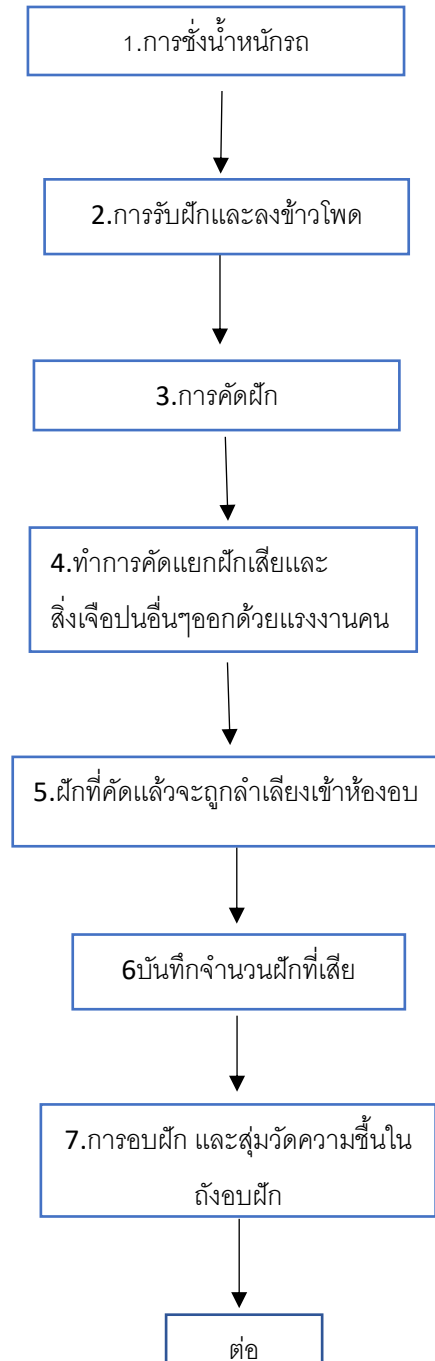 1.การชั่งน้ำหนักรถ
2.การรับฝักและลงข้าวโพด
3.การคัดฝัก
4.ทำการคัดแยกฝักเสียและ
สิ่งเจือปนอื่นๆออกด้วยแรงงานคน
5.ฝักที่คัดแล้วจะถูกลำเลียงเข้าห้องอบ
6บันทึกจำนวนฝักที่เสีย
7.การอบฝัก และสุ่มวัดความชื้นใน
ถังอบฝัก
ต่อ